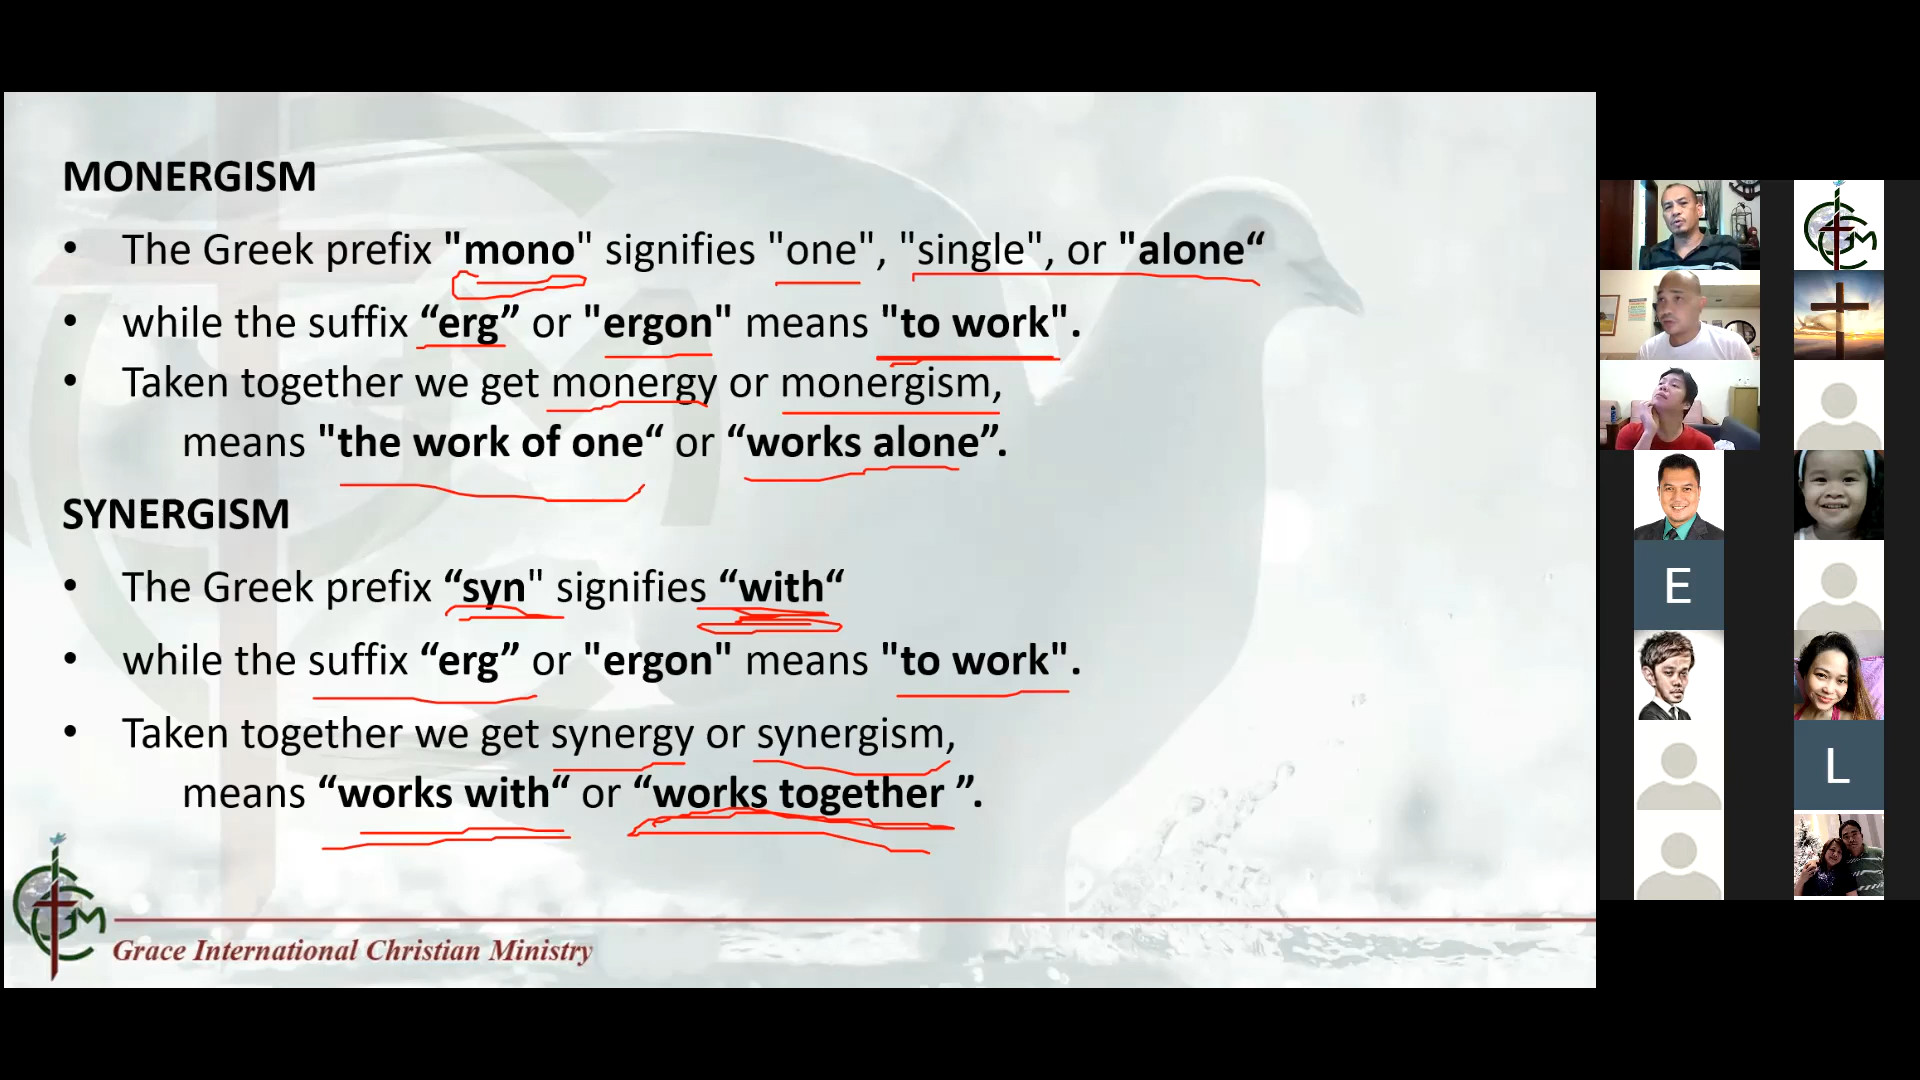 MONERGISM
• The Greek prefix "mono" signifies "one", "single", or "alone“
• while the suffix “erg” or "ergon" means "to work".
• Taken together we get monergy or monergism,
means "the work of one“ or “works alone”.
SYNERGISM
• The Greek prefix “syn" signifies “with“
• while the suffix “erg” or "ergon" means "to work".
• Taken together we get synergy or synergism,
means “works with“ or “works together ”.
Grace International Christian Ministry
E
L